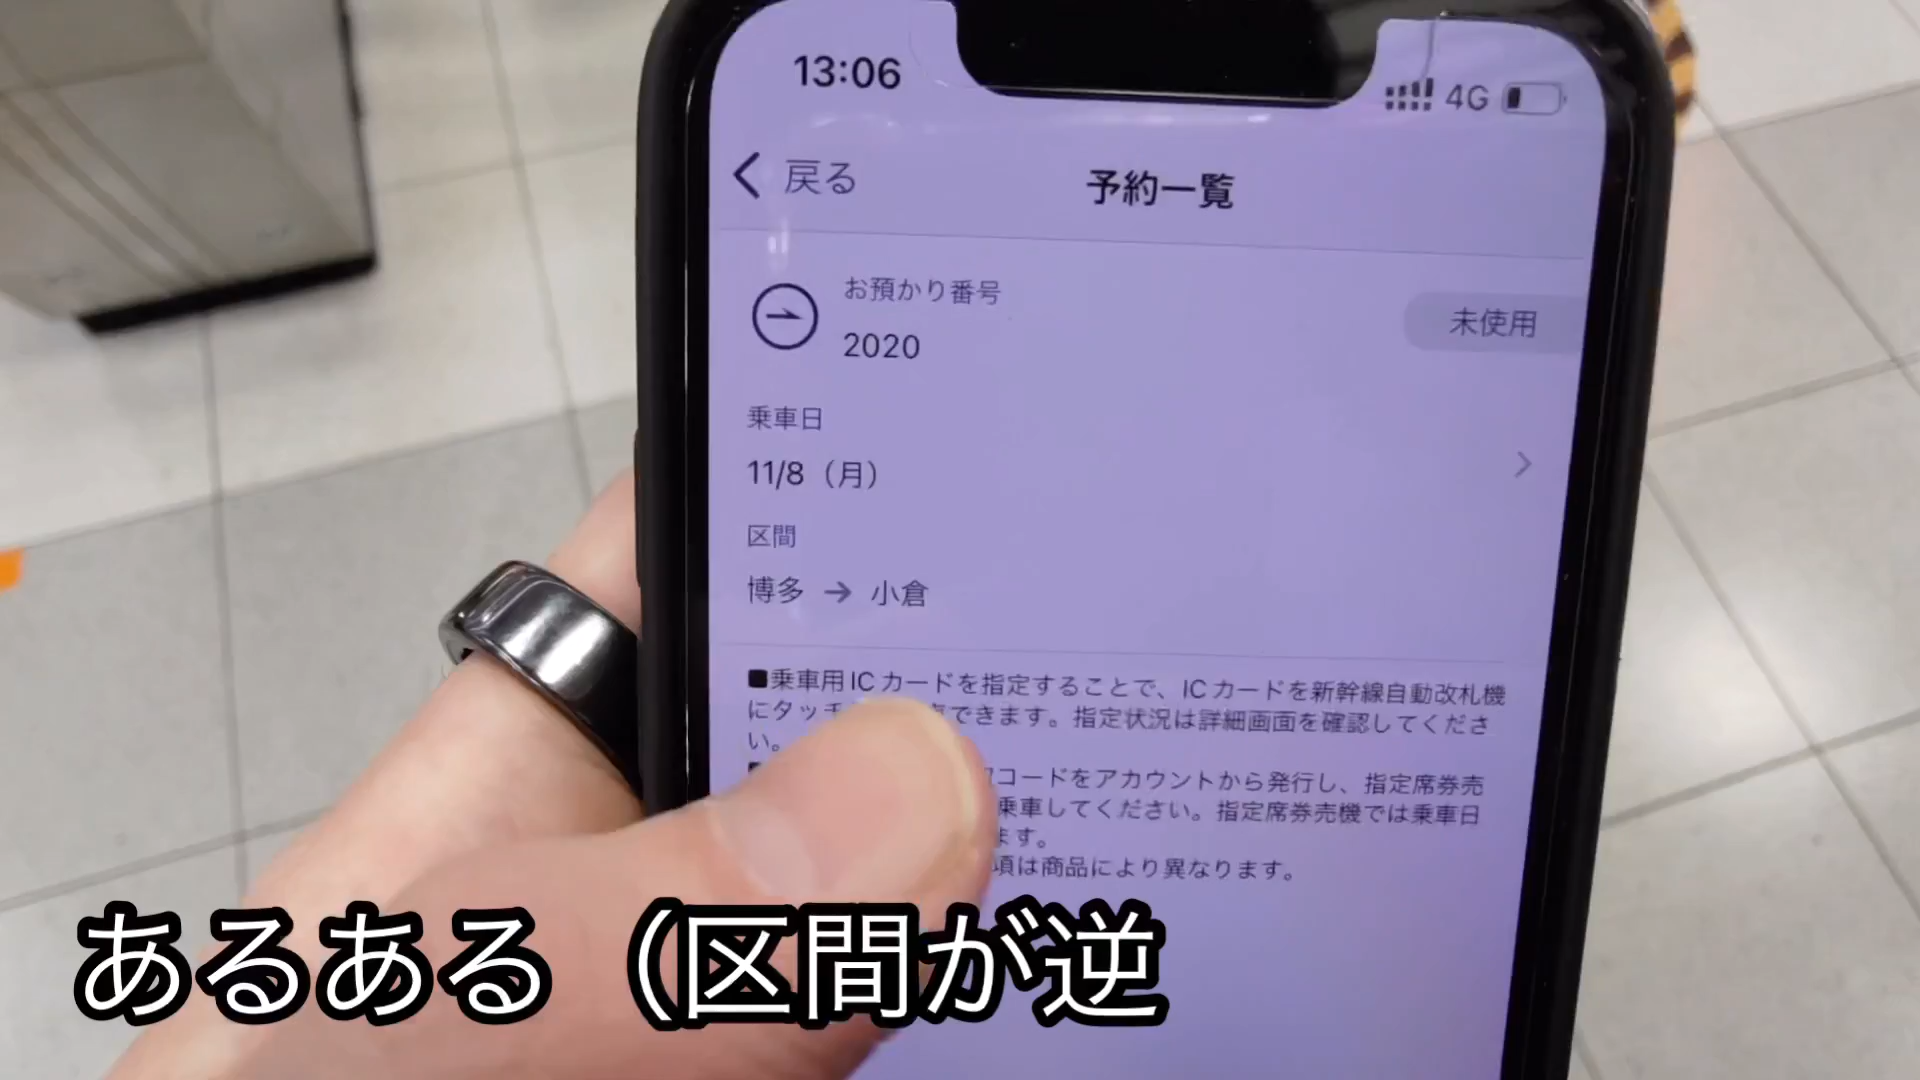 13:06
4G
戻る
予約一覧
お預かり番号
2020
未使用
乗車日
11/8（月）
区間
博多 → 小倉
■乗車用ICカードを指定することで、ICカードを新幹線自動改札機
にタッチ できます。指定状況は詳細画面を確認してくださ
い。
コードをアカウントから発行し、指定席券売
乗車してください。指定席券売機では乗車日
ます。
項は商品により異なります。
あるある（区間が逆